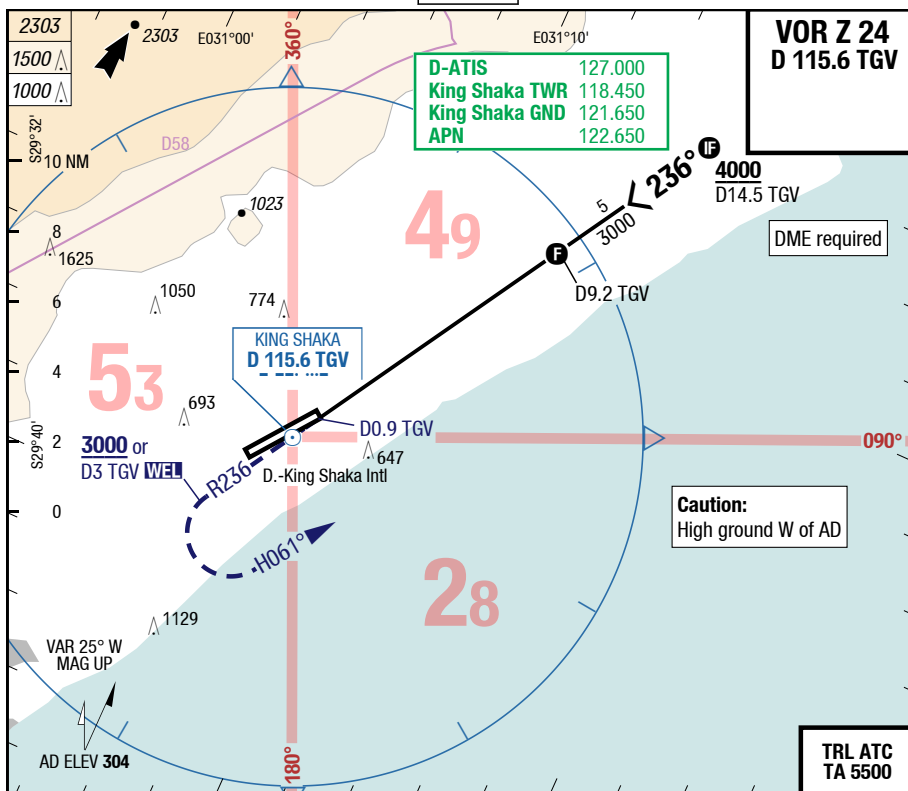 2303
1500
1000
2303
E031°00'
360°
E031°10'
VOR Z 24
D 115.6 TGV
D-ATIS 127.000
King Shaka TWR 118.450
King Shaka GND 121.650
APN 122.650
S29°32'
D58
10 NM
236° IF
4000
D14.5 TGV
5
3000
1023
49
DME required
8
1625
F
D9.2 TGV
6
1050
774
KING SHAKA
D 115.6 TGV
4
53
693
D0.9 TGV
S29°40'
2
3000 or
D3 TGV WEL
647
090°
R236
D.-King Shaka Intl
0
Caution:
High ground W of AD
H061°
28
1129
VAR 25° W
MAG UP
AD ELEV 304
180°
TRL ATC
TA 5500